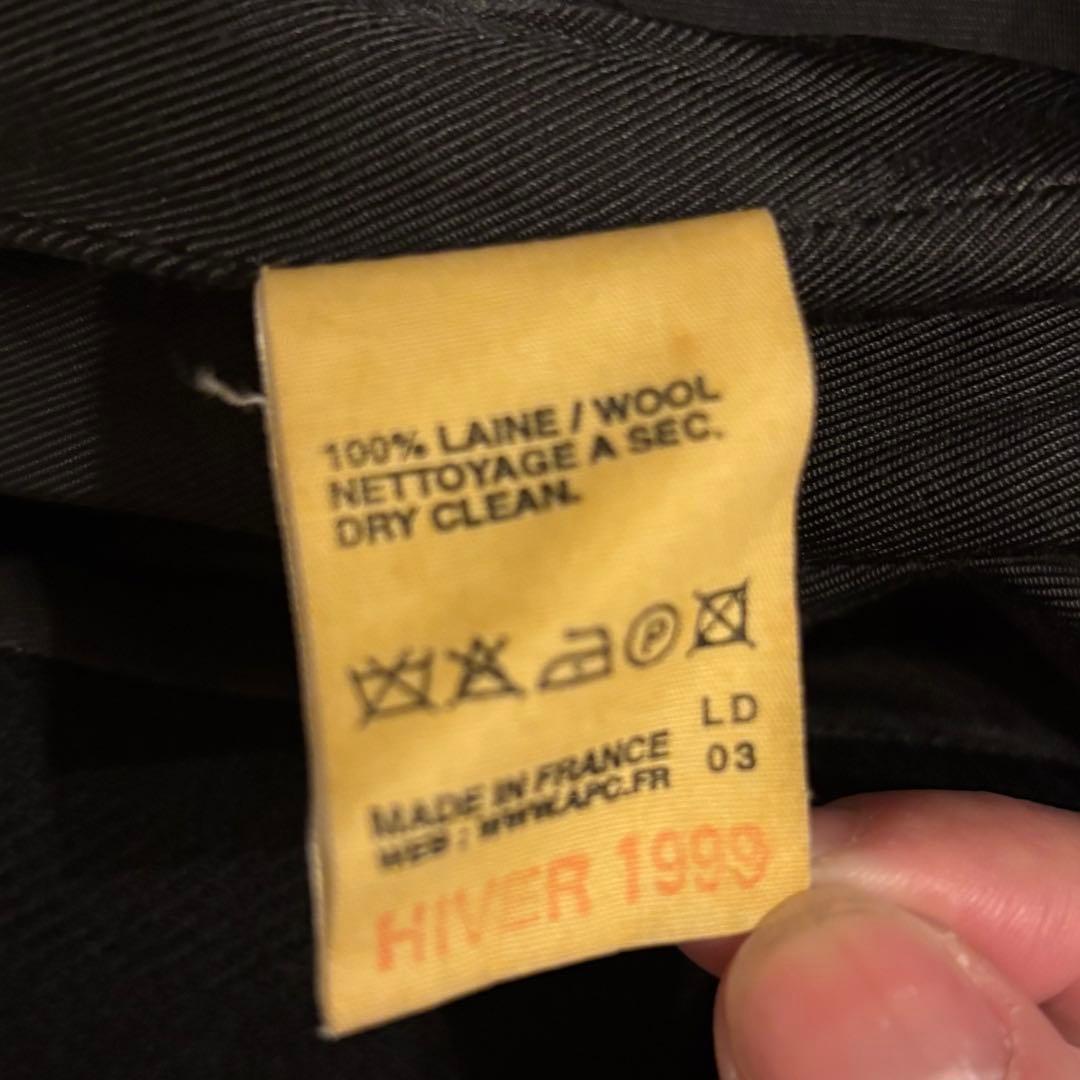 100% LAINE / WOOL
NETTOYAGE A SEC.
DRY CLEAN.
P
LD
03
MADE IN FRANCE
WEB : WWW.APC.FR
HIVER 1999